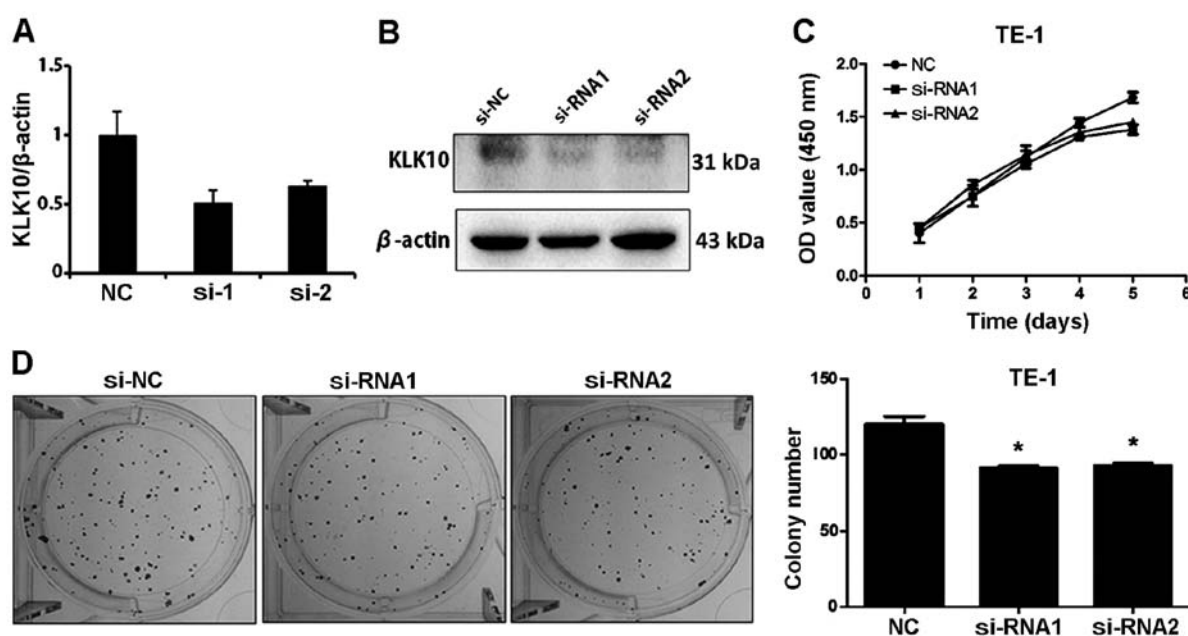 A
KLK10/β-actin
1.5
1
0.5
0
NC si-1 si-2
B
si-NC si-RNA1 si-RNA2
KLK10 31 kDa
β-actin 43 kDa
C
TE-1
NC
si-RNA1
si-RNA2
OD value (450 nm)
2.0
1.5
1.0
0.5
0.0
0 1 2 3 4 5 6
Time (days)
D
si-NC si-RNA1 si-RNA2
TE-1
Colony number
150
100
50
0
* *
NC si-RNA1 si-RNA2